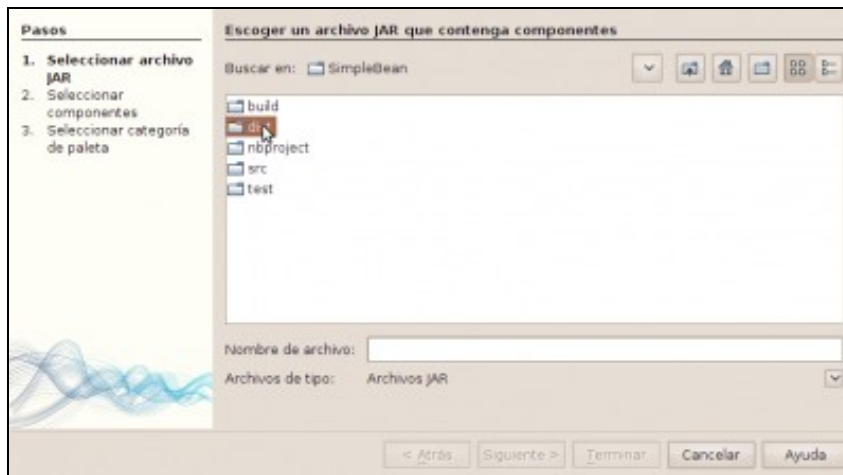 Pasos
1. Seleccionar archivo
JAR
2. Seleccionar
componentes
3. Seleccionar categoría
de paleta
Escoger un archivo JAR que contenga componentes
Buscar en: SimpleBean
build
dist
nbproject
src
test
Nombre de archivo:
Archivos de tipo: Archivos JAR
< Atrás Siguiente > Terminar Cancelar Ayuda